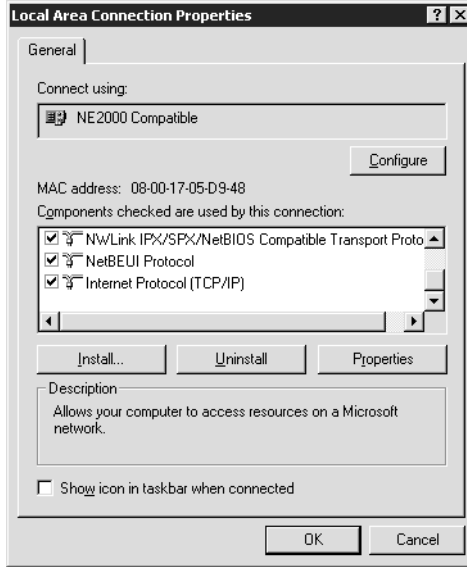 Local Area Connection Properties
General
Connect using:
NE2000 Compatible
Configure
MAC address: 08-00-17-05-D9-48
Components checked are used by this connection:
NWLink IPX/SPX/NetBIOS Compatible Transport Proto
NetBEUI Protocol
Internet Protocol (TCP/IP)
Install... Uninstall Properties
Description
Allows your computer to access resources on a Microsoft
network.
Show icon in taskbar when connected
OK Cancel